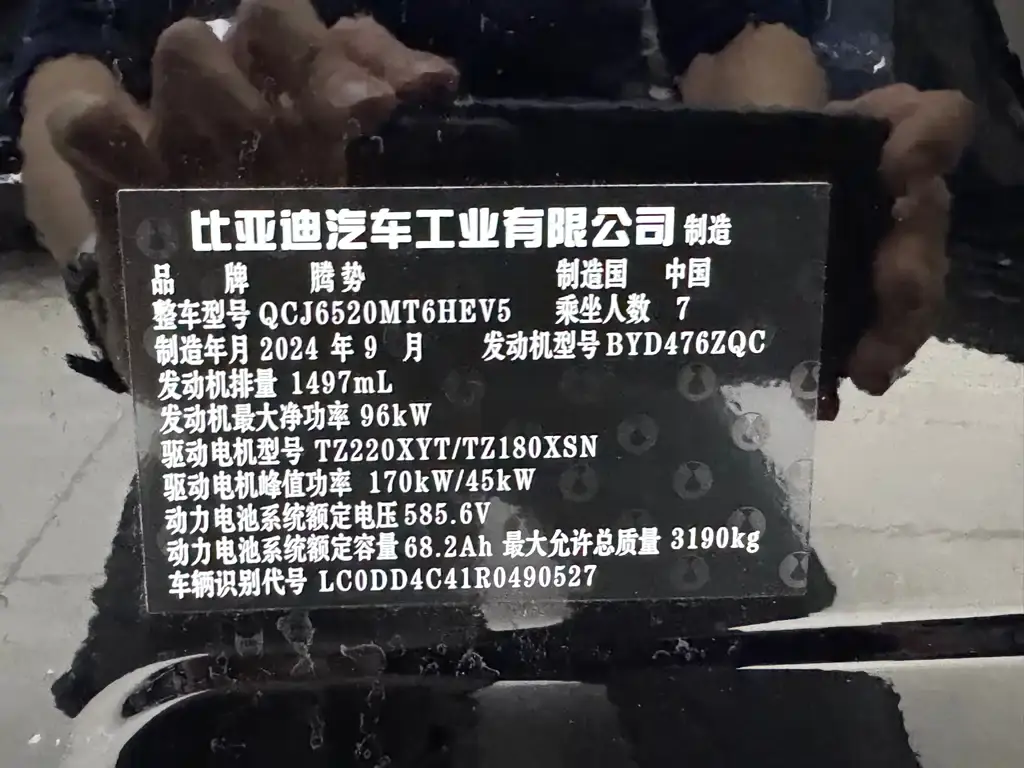 比亚迪汽车工业有限公司 制造
品 牌 腾势 制造国 中国
整车型号 QCJ6520MT6HEV5 乘坐人数 7
制造年月 2024 年 9 月 发动机型号 BYD476ZQC
发动机排量 1497mL
发动机最大净功率 96kW
驱动电机型号 TZ220XYT/TZ180XSN
驱动电机峰值功率 170kW/45kW
动力电池系统额定电压 585.6V
动力电池系统额定容量 68.2Ah 最大允许总质量 3190kg
车辆识别代号 LC0DD4C41R0490527